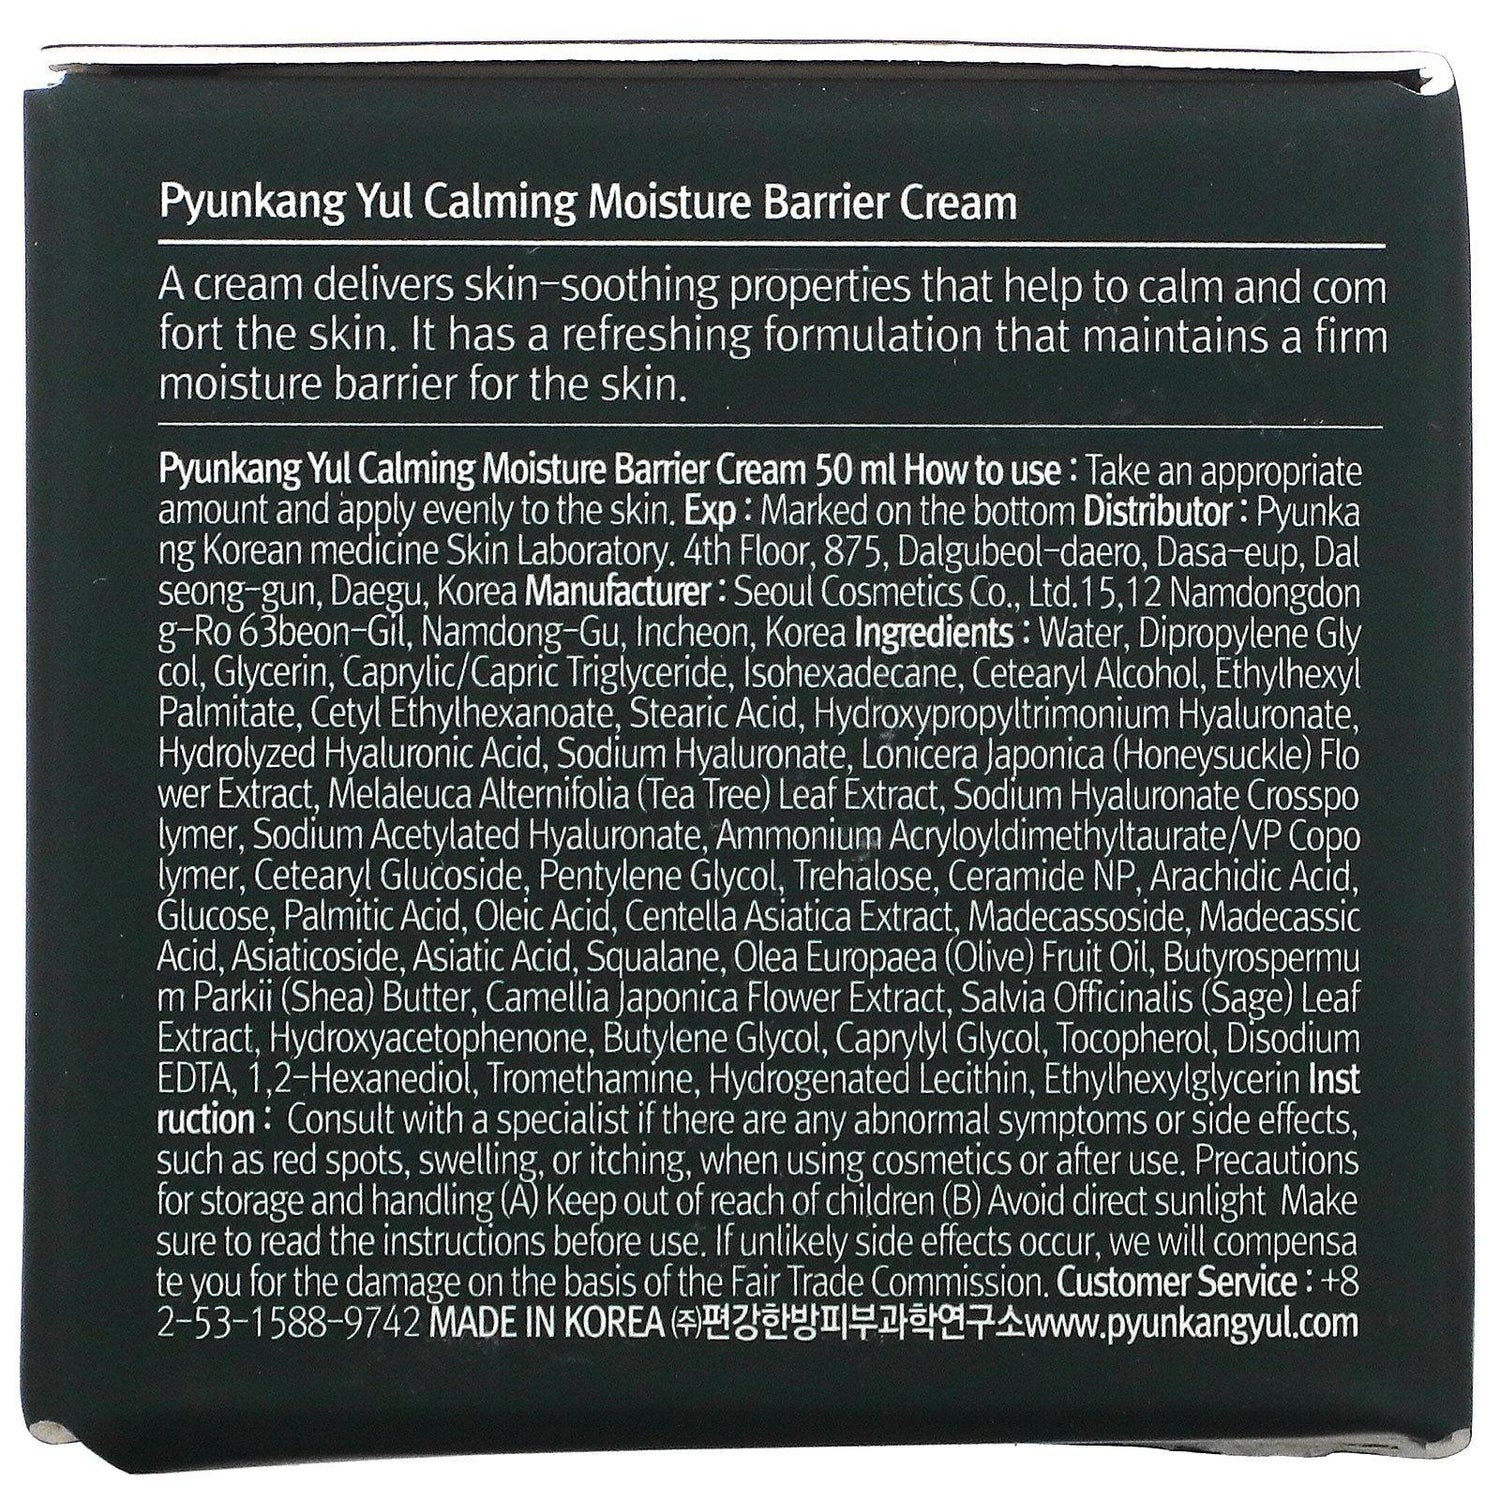 Pyunkang Yul Calming Moisture Barrier Cream
A cream delivers skin-soothing properties that help to calm and com
fort the skin. It has a refreshing formulation that maintains a firm
moisture barrier for the skin.
Pyunkang Yul Calming Moisture Barrier Cream 50 ml How to use : Take an appropriate
amount and apply evenly to the skin. Exp : Marked on the bottom Distributor : Pyunka
ng Korean medicine Skin Laboratory. 4th Floor, 875, Dalgubeol-daero, Dasa-eup, Dal
seong-gun, Daegu, Korea Manufacturer : Seoul Cosmetics Co., Ltd.15,12 Namdongdon
g-Ro 63beon-Gil, Namdong-Gu, Incheon, Korea Ingredients : Water, Dipropylene Gly
col, Glycerin, Caprylic/Capric Triglyceride, Isohexadecane, Cetearyl Alcohol, Ethylhexyl
Palmitate, Cetyl Ethylhexanoate, Stearic Acid, Hydroxypropyltrimonium Hyaluronate,
Hydrolyzed Hyaluronic Acid, Sodium Hyaluronate, Lonicera Japonica (Honeysuckle) Flo
wer Extract, Melaleuca Alternifolia (Tea Tree) Leaf Extract, Sodium Hyaluronate Crosspo
lymer, Sodium Acetylated Hyaluronate, Ammonium Acryloyldimethyltaurate/VP Copo
lymer, Cetearyl Glucoside, Pentylene Glycol, Trehalose, Ceramide NP, Arachidic Acid,
Glucose, Palmitic Acid, Oleic Acid, Centella Asiatica Extract, Madecassoside, Madecassic
Acid, Asiaticoside, Asiatic Acid, Squalane, Olea Europaea (Olive) Fruit Oil, Butyrospermu
m Parkii (Shea) Butter, Camellia Japonica Flower Extract, Salvia Officinalis (Sage) Leaf
Extract, Hydroxyacetophenone, Butylene Glycol, Caprylyl Glycol, Tocopherol, Disodium
EDTA, 1,2-Hexanediol, Tromethamine, Hydrogenated Lecithin, Ethylhexylglycerin Inst
ruction : Consult with a specialist if there are any abnormal symptoms or side effects,
such as red spots, swelling, or itching, when using cosmetics or after use. Precautions
for storage and handling (A) Keep out of reach of children (B) Avoid direct sunlight Make
sure to read the instructions before use. If unlikely side effects occur, we will compensa
te you for the damage on the basis of the Fair Trade Commission. Customer Service : +8
2-53-1588-9742 MADE IN KOREA ㈜편강한방피부과학연구소www.pyunkangyul.com